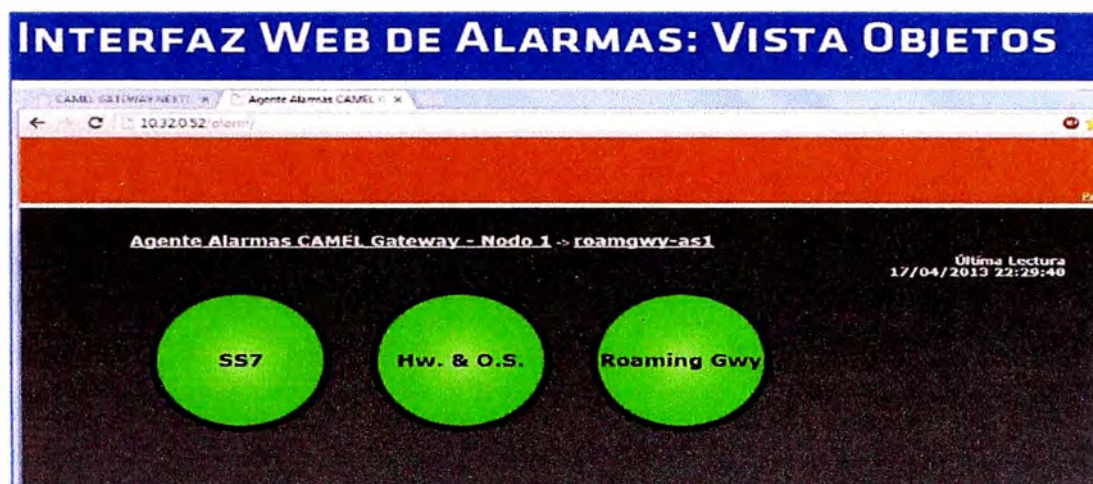 INTERFAZ WEB DE ALARMAS: VISTA OBJETOS
Agente Alarmas CAMEL
10.32.0.52/alarm/
Agente Alarmas CAMEL Gateway - Nodo 1 -> roamgwy-as1
Última Lectura
17/04/2013 22:29:40
SS7
Hw. & O.S.
Roaming Gwy